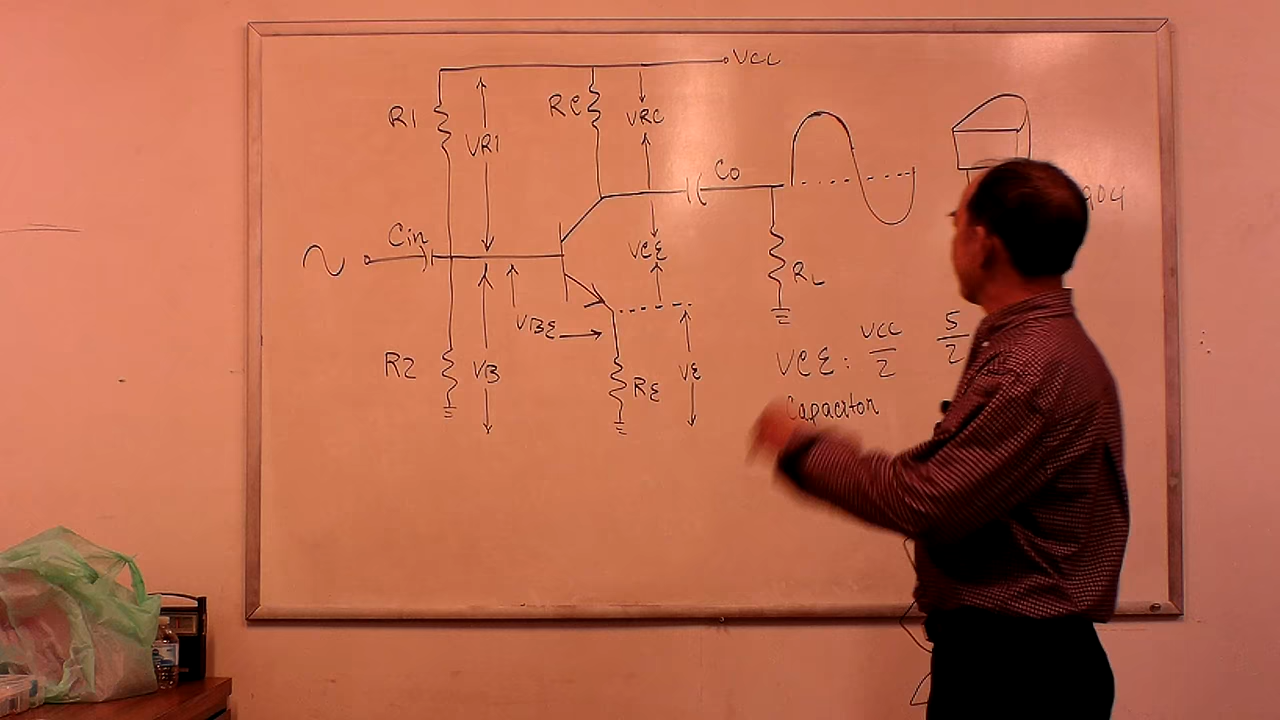 VCC
R1
RC
VR1
VRC
Co
904
Cin
VCE
RL
VBE
VCE: VCC/2 5/2
R2
VB
RE
VE
Capacitor